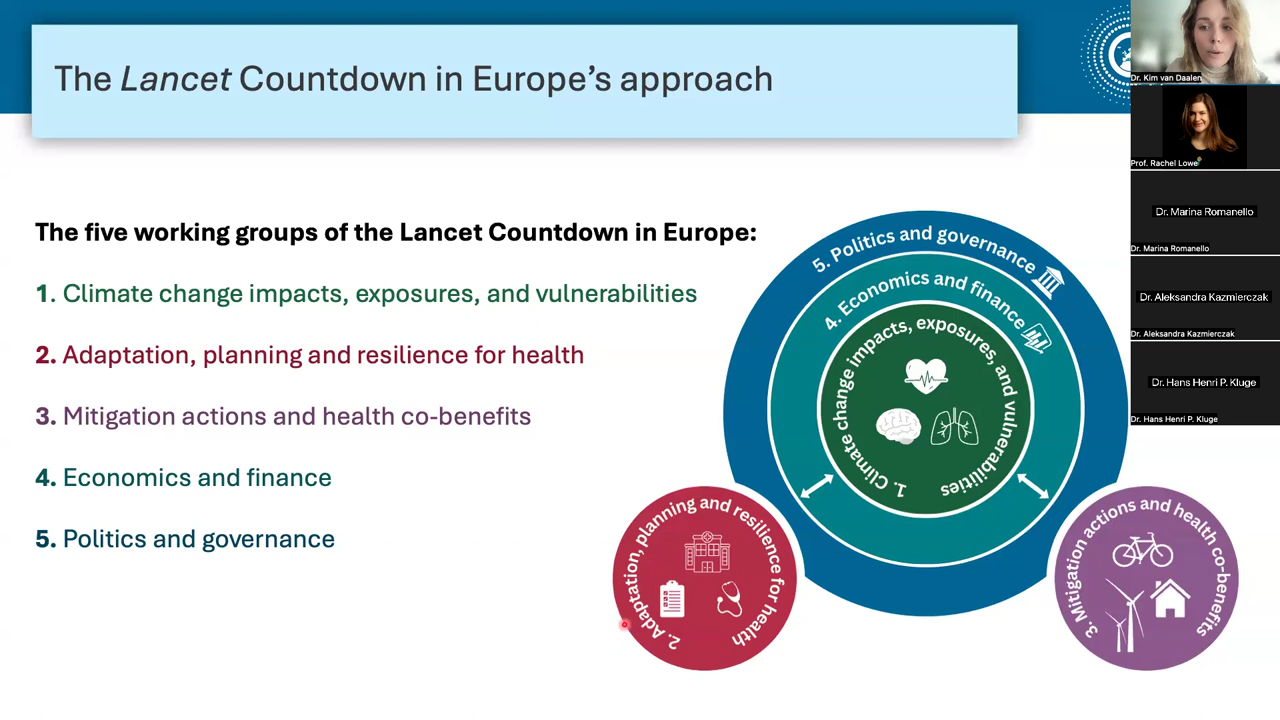 The Lancet Countdown in Europe’s approach
The five working groups of the Lancet Countdown in Europe:
1. Climate change impacts, exposures, and vulnerabilities
2. Adaptation, planning and resilience for health
3. Mitigation actions and health co-benefits
4. Economics and finance
5. Politics and governance
5. Politics and governance
4. Economics and finance
1. Climate change impacts, exposures, and vulnerabilities
2. Adaptation, planning and resilience for health
3. Mitigation actions and health co-benefits
Dr. Kim van Daalen
Prof. Rachel Lowe
Dr. Marina Romanello
Dr. Marina Romanello
Dr. Aleksandra Kazmierczak
Dr. Aleksandra Kazmierczak
Dr. Hans Henri P. Kluge
Dr. Hans Henri P. Kluge